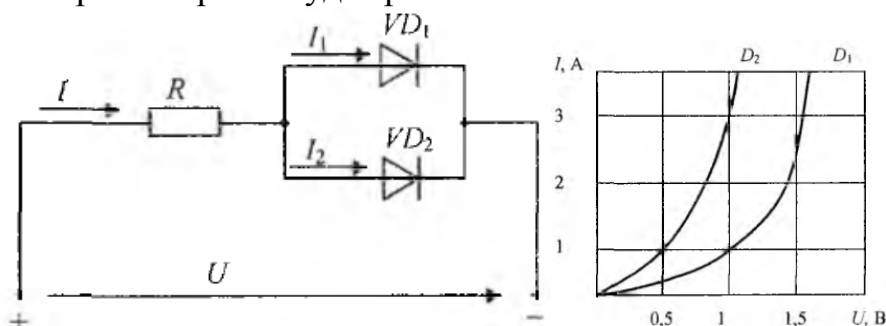 VD₁
I₁
I
R
VD₂
I₂
U
+
−
I, А
D₂
D₁
3
2
1
0,5
1
1,5
U, В